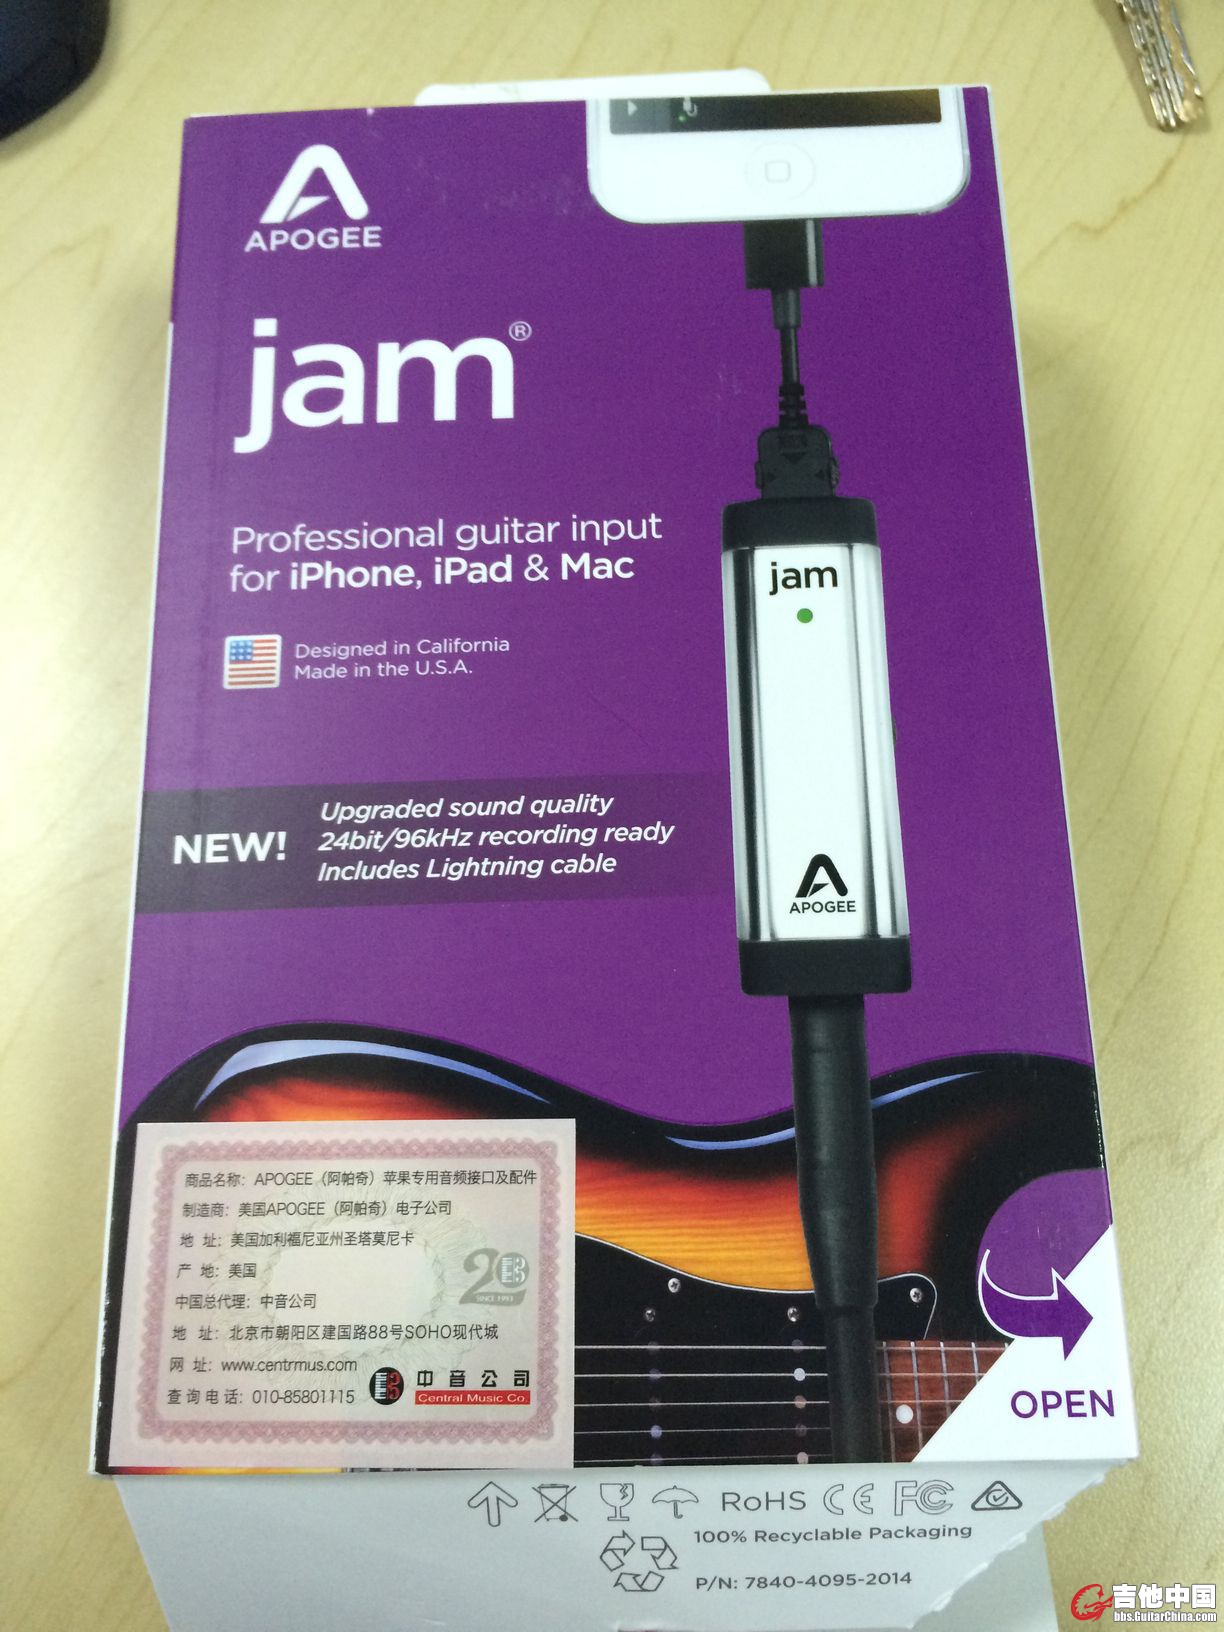 APOGEE
jam®
Professional guitar input
for iPhone, iPad & Mac
Designed in California
Made in the U.S.A.
NEW!
Upgraded sound quality
24bit/96kHz recording ready
Includes Lightning cable
jam
APOGEE
商品名称：APOGEE（阿帕奇）苹果专用音频接口及配件
制造商：美国APOGEE（阿帕奇）电子公司
地 址：美国加利福尼亚州圣塔莫尼卡
产 地：美国
中国总代理：中音公司
地 址：北京市朝阳区建国路88号SOHO现代城
网 址：www.centrmus.com
查询电话：010-85801115
20
SINCE 1993
中音公司
Central Music Co.
OPEN
RoHS CE FC
100% Recyclable Packaging
P/N: 7840-4095-2014
吉他中国
bbs.GuitarChina.com